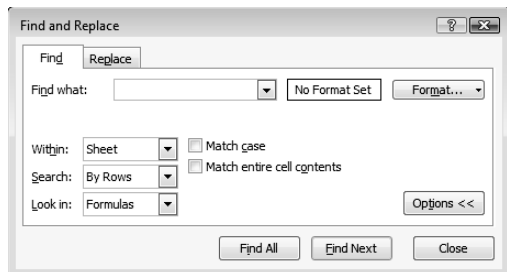 Find and Replace
Find Replace
Find what: No Format Set Format...
Within: Sheet Match case
Match entire cell contents
Search: By Rows
Look in: Formulas Options <<
Find All Find Next Close